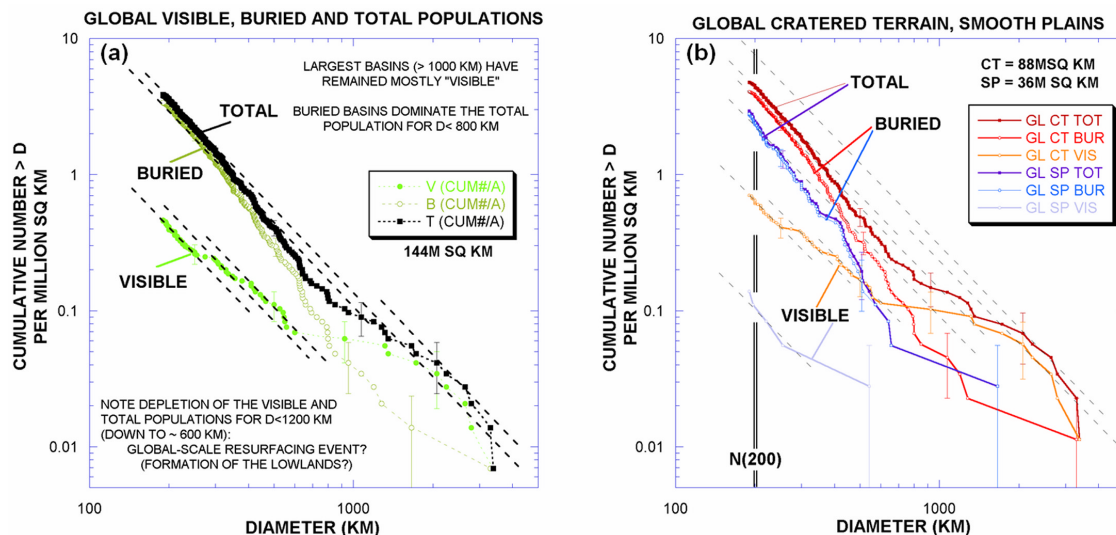 GLOBAL VISIBLE, BURIED AND TOTAL POPULATIONS
(a)
LARGEST BASINS (> 1000 KM) HAVE
REMAINED MOSTLY "VISIBLE"
BURIED BASINS DOMINATE THE TOTAL
POPULATION FOR D< 800 KM
TOTAL
BURIED
VISIBLE
V (CUM#/A)
B (CUM#/A)
T (CUM#/A)
144M SQ KM
NOTE DEPLETION OF THE VISIBLE AND
TOTAL POPULATIONS FOR D<1200 KM
(DOWN TO ~ 600 KM):
GLOBAL-SCALE RESURFACING EVENT?
(FORMATION OF THE LOWLANDS?)
CUMULATIVE NUMBER > D
PER MILLION SQ KM
10
1
0.1
0.01
100
1000
DIAMETER (KM)
GLOBAL CRATERED TERRAIN, SMOOTH PLAINS
(b)
CT = 88MSQ KM
SP = 36M SQ KM
TOTAL
BURIED
VISIBLE
GL CT TOT
GL CT BUR
GL CT VIS
GL SP TOT
GL SP BUR
GL SP VIS
N(200)
CUMULATIVE NUMBER > D
PER MILLION SQ KM
10
1
0.1
0.01
100
1000
DIAMETER (KM)